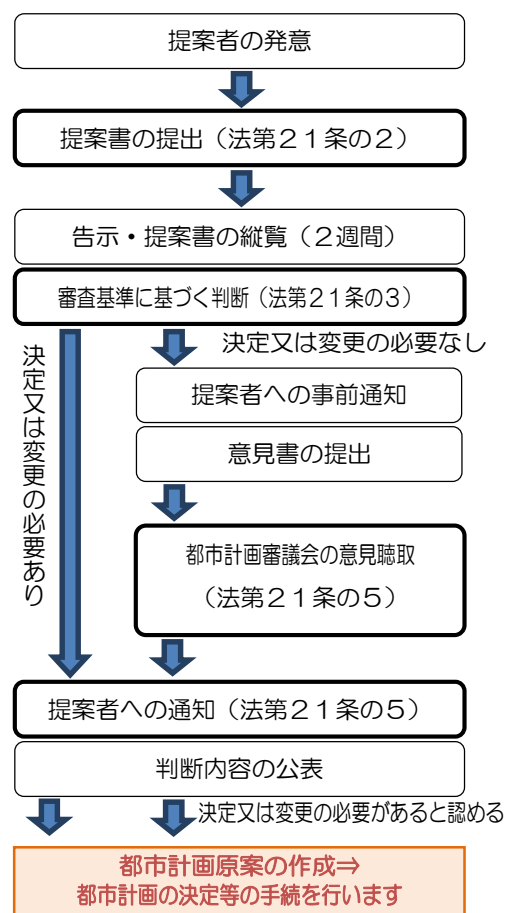 提案者の発意
提案書の提出（法第２１条の２）
告示・提案書の縦覧（２週間）
審査基準に基づく判断（法第２１条の３）
決定又は変更の必要なし
決定又は変更の必要あり
提案者への事前通知
意見書の提出
都市計画審議会の意見聴取
（法第２１条の５）
提案者への通知（法第２１条の５）
判断内容の公表
決定又は変更の必要があると認める
都市計画原案の作成⇒
都市計画の決定等の手続を行います